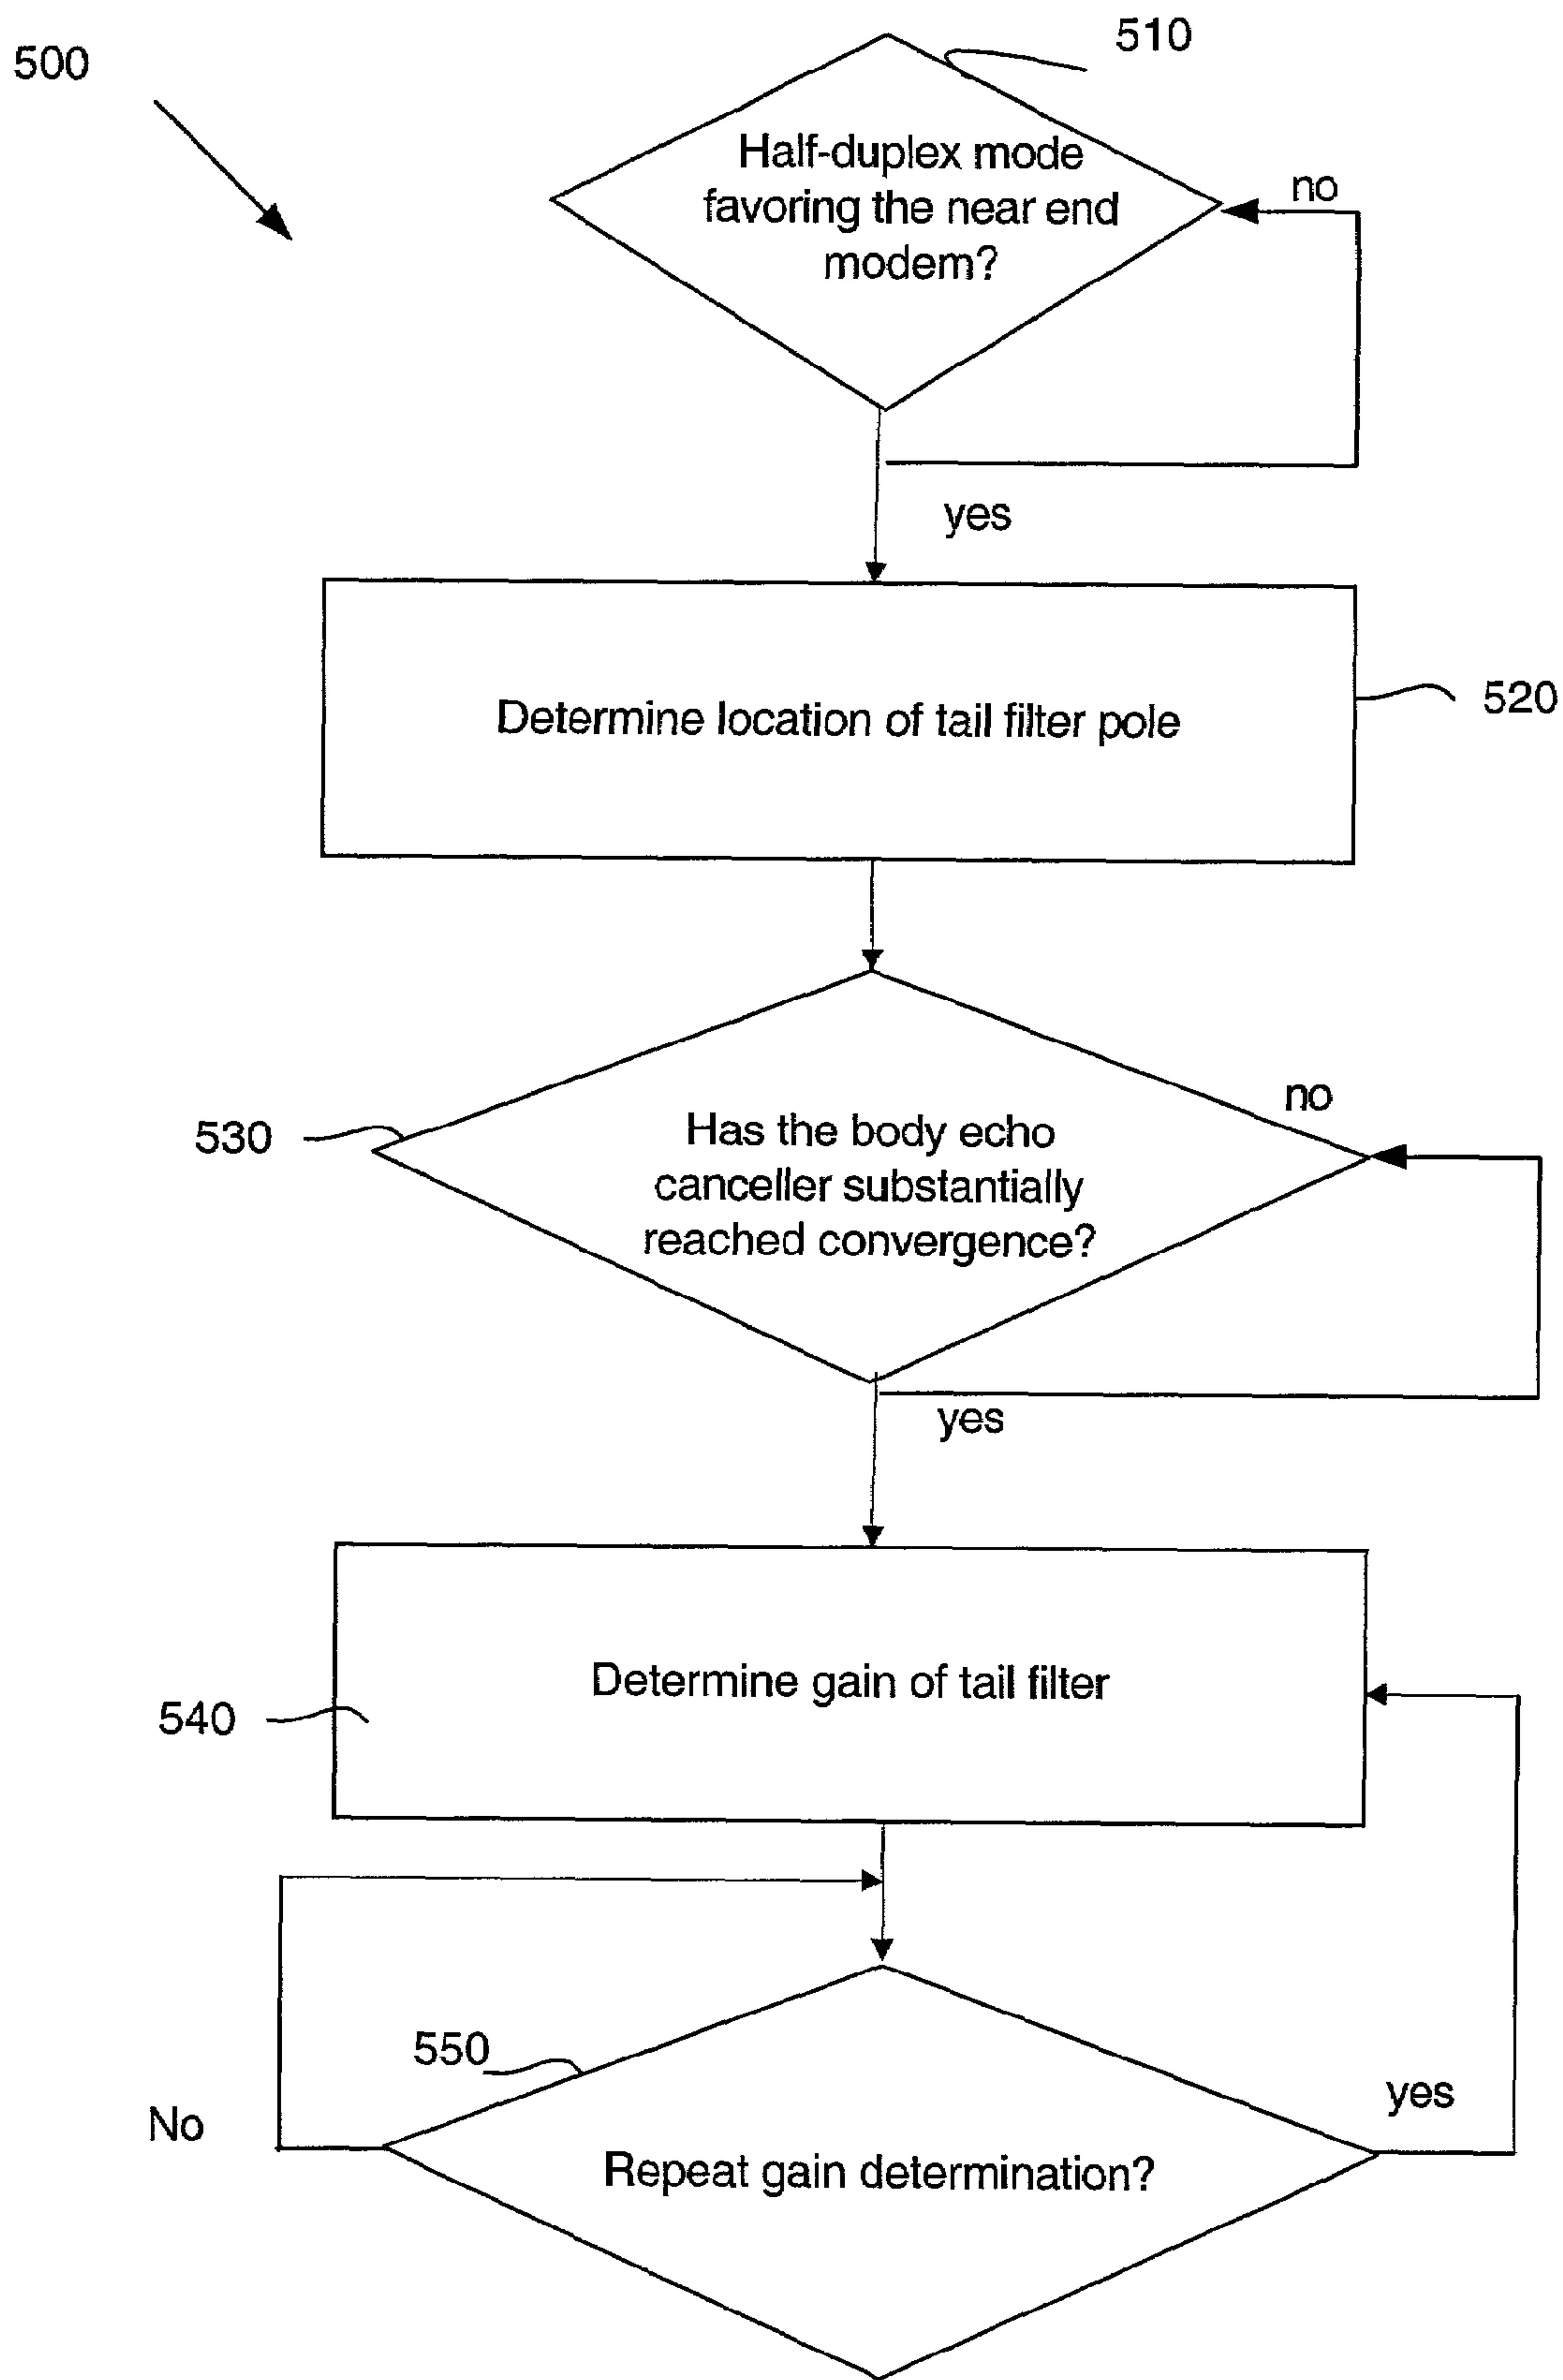 500
510
Half-duplex mode
favoring the near end
modem?
no
yes
Determine location of tail filter pole
520
no
530
Has the body echo
canceller substantially
reached convergence?
yes
Determine gain of tail filter
540
550
yes
No
Repeat gain determination?